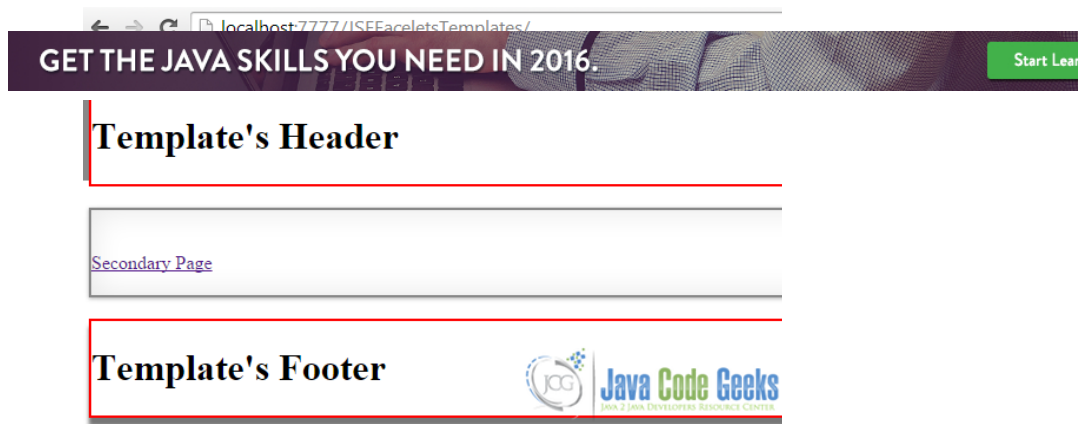 localhost:7777/JSFFaceletsTemplates/
GET THE JAVA SKILLS YOU NEED IN 2016.
Start Lear
Template's Header
Secondary Page
Template's Footer
JCG
Java Code Geeks
JAVA 2 JAVA DEVELOPERS RESOURCE CENTER